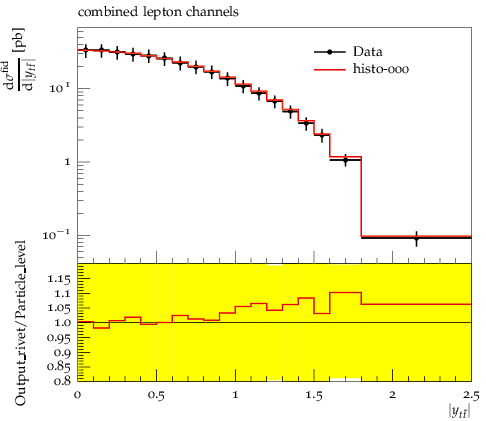 combined lepton channels
dσ^fid / d|y_tt̄| [pb]
Data
histo-ooo
10¹
1
10⁻¹
Output_rivet/Particle_level
1.15
1.1
1.05
1.0
0.95
0.9
0.85
0.8
0 0.5 1 1.5 2 2.5
|y_tt̄|